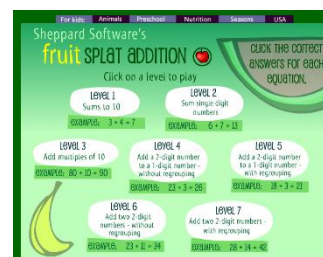 For kids: Animals Preschool Nutrition Seasons USA
Sheppard Software's
fruit SPLAT ADDITION
CLICK THE CORRECT
ANSWERS FOR EACH
EQUATION.
Click on a level to play
LEVEL 1
Sums to 10
EXAMPLE: 3 + 4 = 7
LEVEL 2
Sum single digit
numbers
EXAMPLE: 6 + 7 = 13
LEVEL 3
Add multiples of 10
EXAMPLE: 80 + 10 = 90
LEVEL 4
Add a 2-digit number
to a 1-digit number -
without regrouping
EXAMPLE: 23 + 3 = 26
LEVEL 5
Add a 2-digit number
to a 1-digit number -
with regrouping
EXAMPLE: 18 + 3 = 21
LEVEL 6
Add two 2-digit
numbers - without
regrouping
EXAMPLE: 23 + 11 = 34
LEVEL 7
Add two 2-digit numbers -
with regrouping
EXAMPLE: 28 + 14 = 42